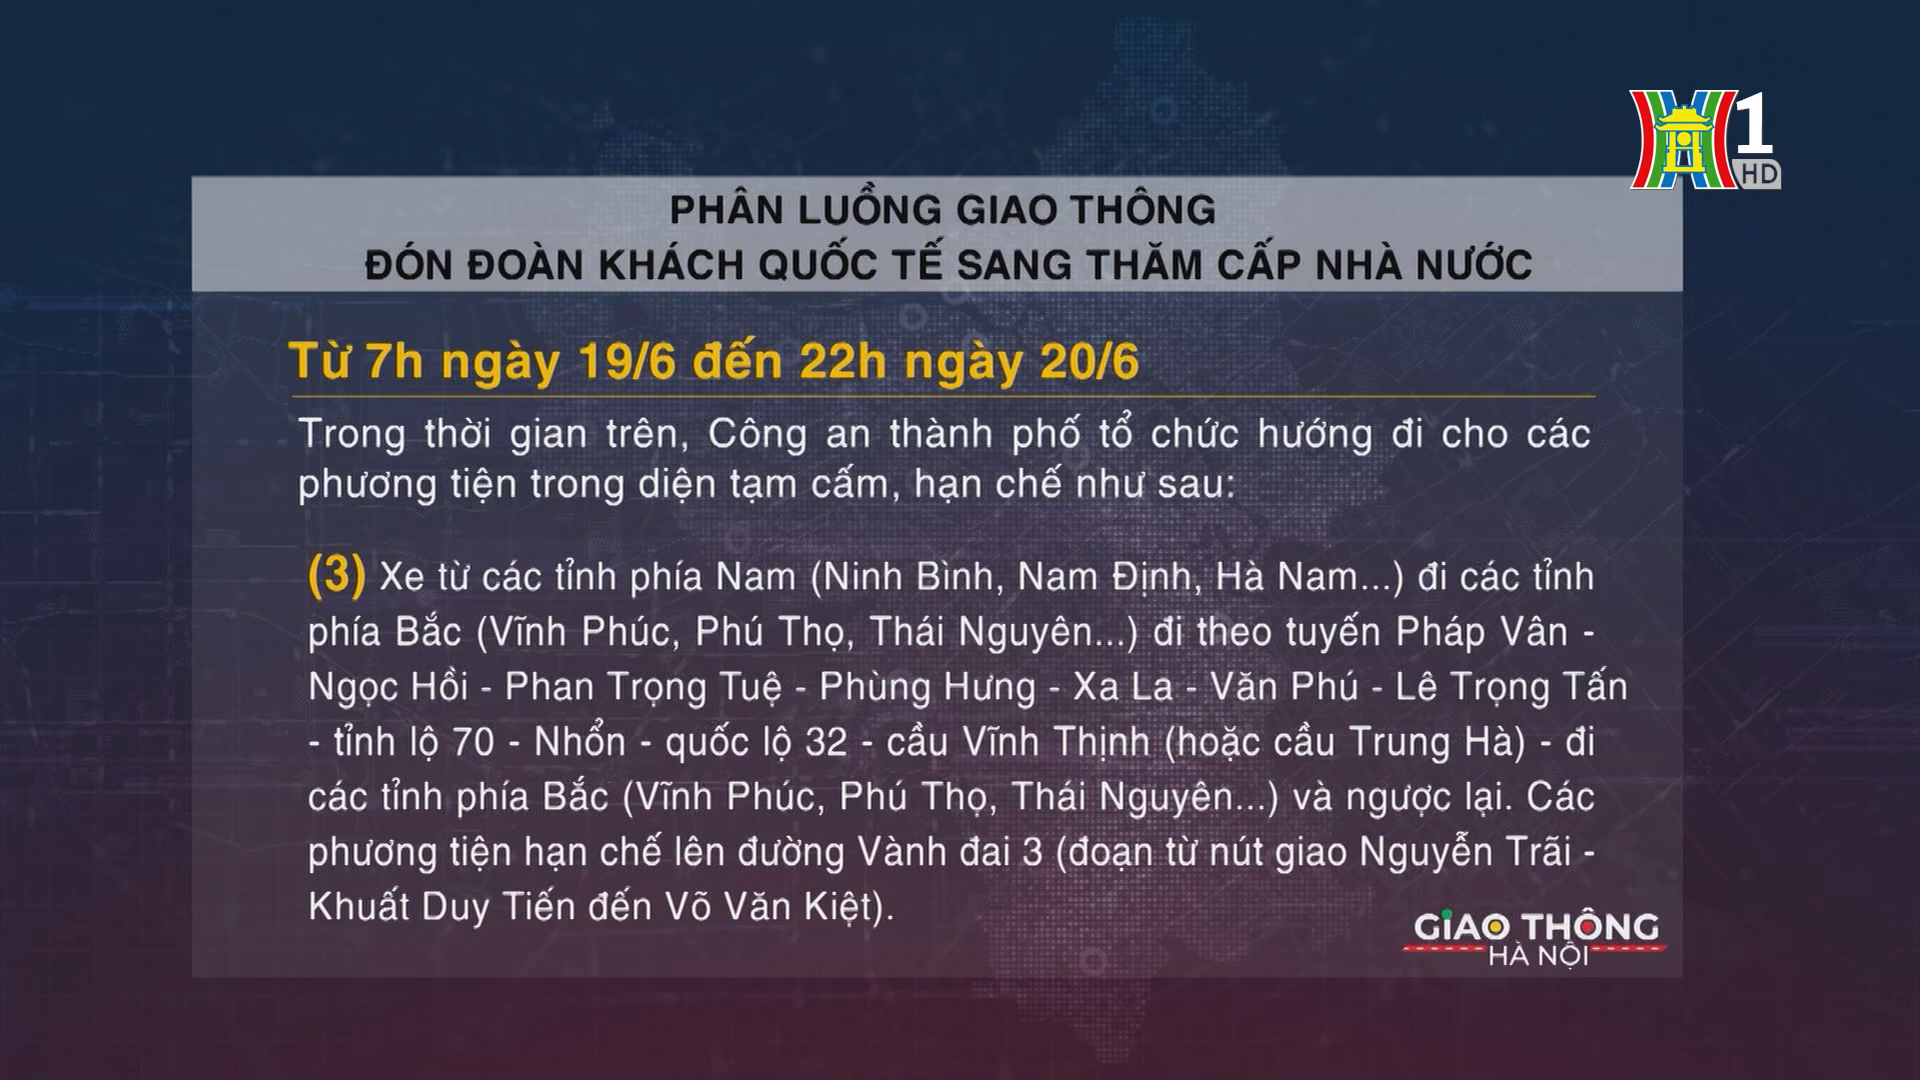 1
HD
PHÂN LUỒNG GIAO THÔNG
ĐÓN ĐOÀN KHÁCH QUỐC TẾ SANG THĂM CẤP NHÀ NƯỚC
Từ 7h ngày 19/6 đến 22h ngày 20/6
Trong thời gian trên, Công an thành phố tổ chức hướng đi cho các
phương tiện trong diện tạm cấm, hạn chế như sau:
(3) Xe từ các tỉnh phía Nam (Ninh Bình, Nam Định, Hà Nam...) đi các tỉnh
phía Bắc (Vĩnh Phúc, Phú Thọ, Thái Nguyên...) đi theo tuyến Pháp Vân -
Ngọc Hồi - Phan Trọng Tuệ - Phùng Hưng - Xa La - Văn Phú - Lê Trọng Tấn
- tỉnh lộ 70 - Nhổn - quốc lộ 32 - cầu Vĩnh Thịnh (hoặc cầu Trung Hà) - đi
các tỉnh phía Bắc (Vĩnh Phúc, Phú Thọ, Thái Nguyên...) và ngược lại. Các
phương tiện hạn chế lên đường Vành đai 3 (đoạn từ nút giao Nguyễn Trãi -
Khuất Duy Tiến đến Võ Văn Kiệt).
GIAO THÔNG
HÀ NỘI